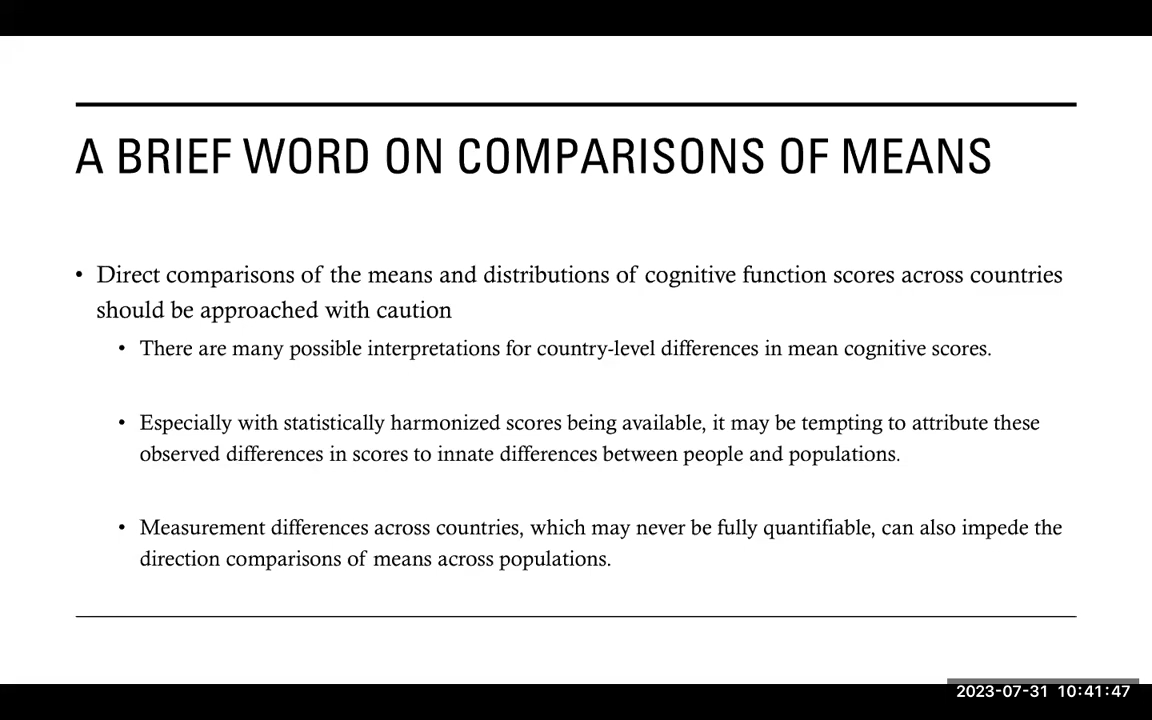 A BRIEF WORD ON COMPARISONS OF MEANS
• Direct comparisons of the means and distributions of cognitive function scores across countries
should be approached with caution
• There are many possible interpretations for country-level differences in mean cognitive scores.
• Especially with statistically harmonized scores being available, it may be tempting to attribute these
observed differences in scores to innate differences between people and populations.
• Measurement differences across countries, which may never be fully quantifiable, can also impede the
direction comparisons of means across populations.
2023-07-31 10:41:47